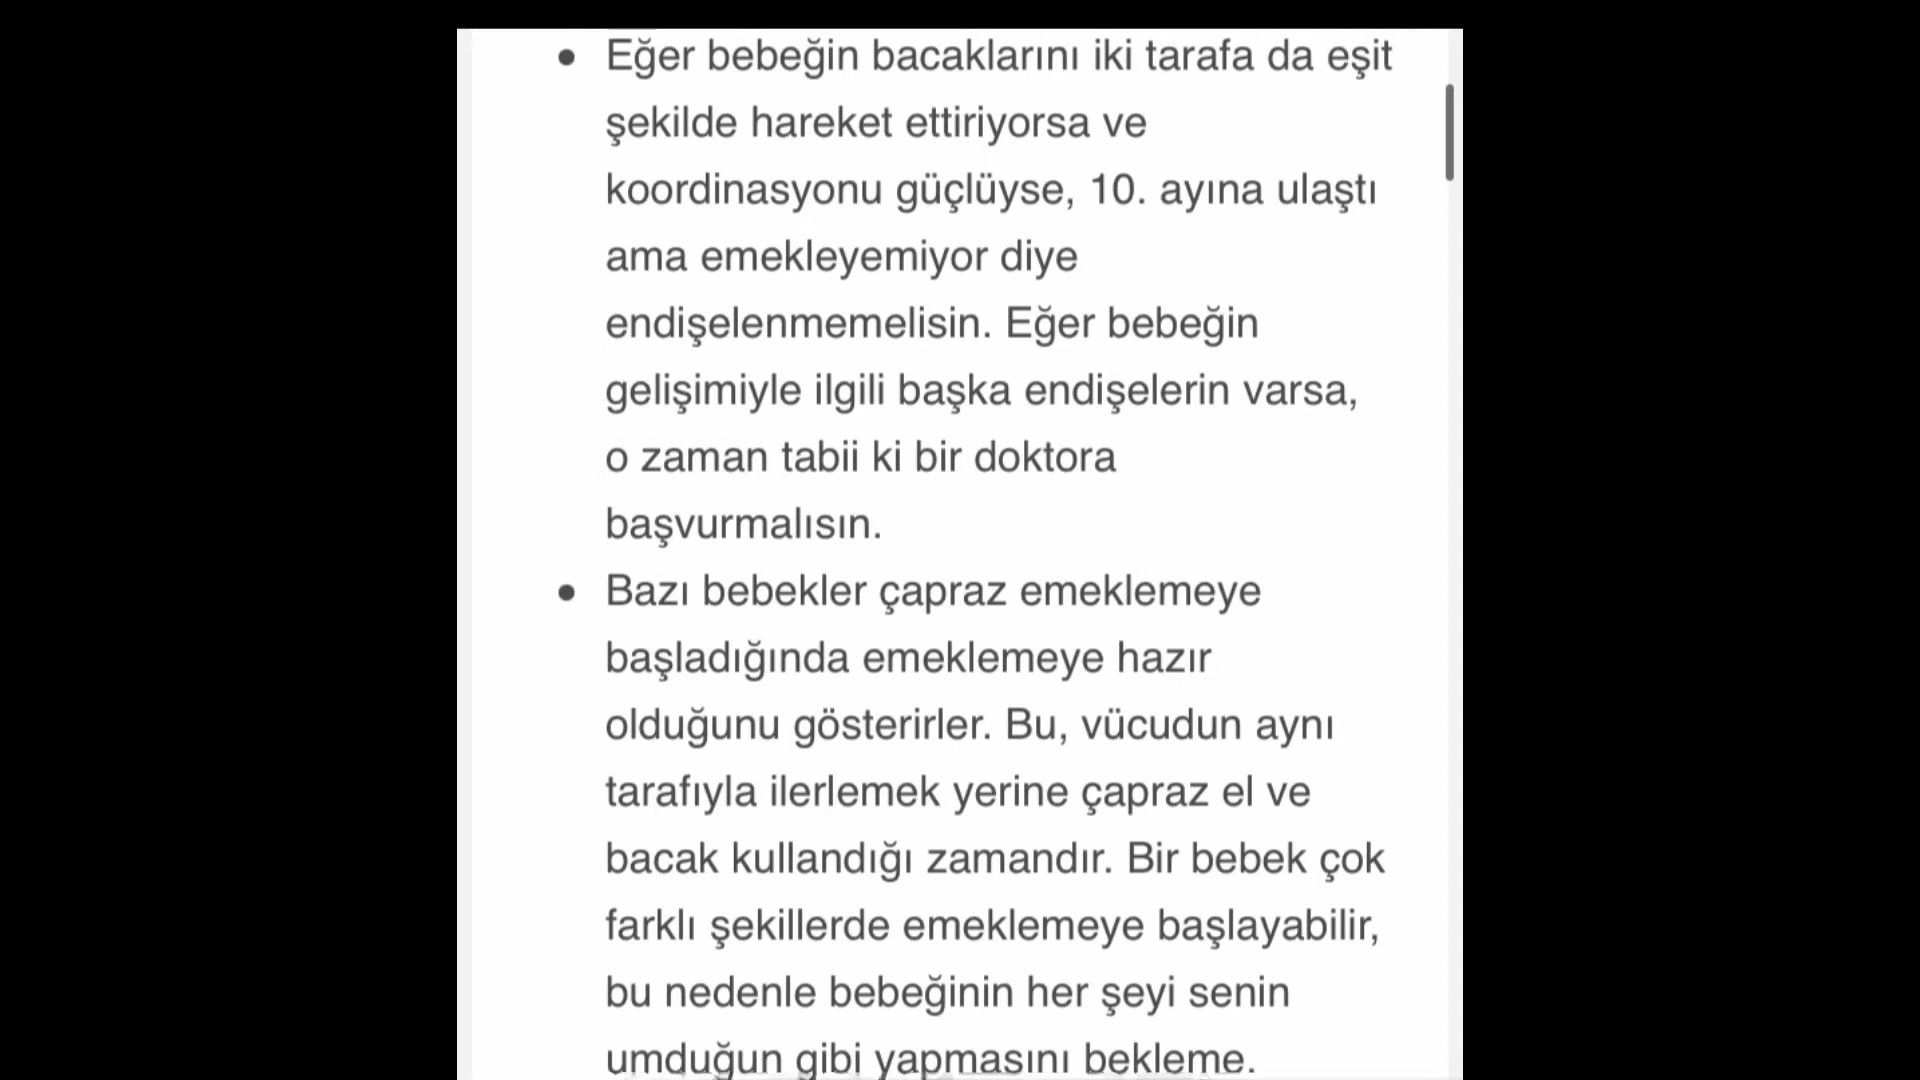 • Eğer bebeğin bacaklarını iki tarafa da eşit
şekilde hareket ettiriyorsa ve
koordinasyonu güçlüyse, 10. ayına ulaştı
ama emekleyemiyor diye
endişelenmemelisin. Eğer bebeğin
gelişimiyle ilgili başka endişelerin varsa,
o zaman tabii ki bir doktora
başvurmalısın.
• Bazı bebekler çapraz emeklemeye
başladığında emeklemeye hazır
olduğunu gösterirler. Bu, vücudun aynı
tarafıyla ilerlemek yerine çapraz el ve
bacak kullandığı zamandır. Bir bebek çok
farklı şekillerde emeklemeye başlayabilir,
bu nedenle bebeğinin her şeyi senin
umduğun gibi yapmasını bekleme.